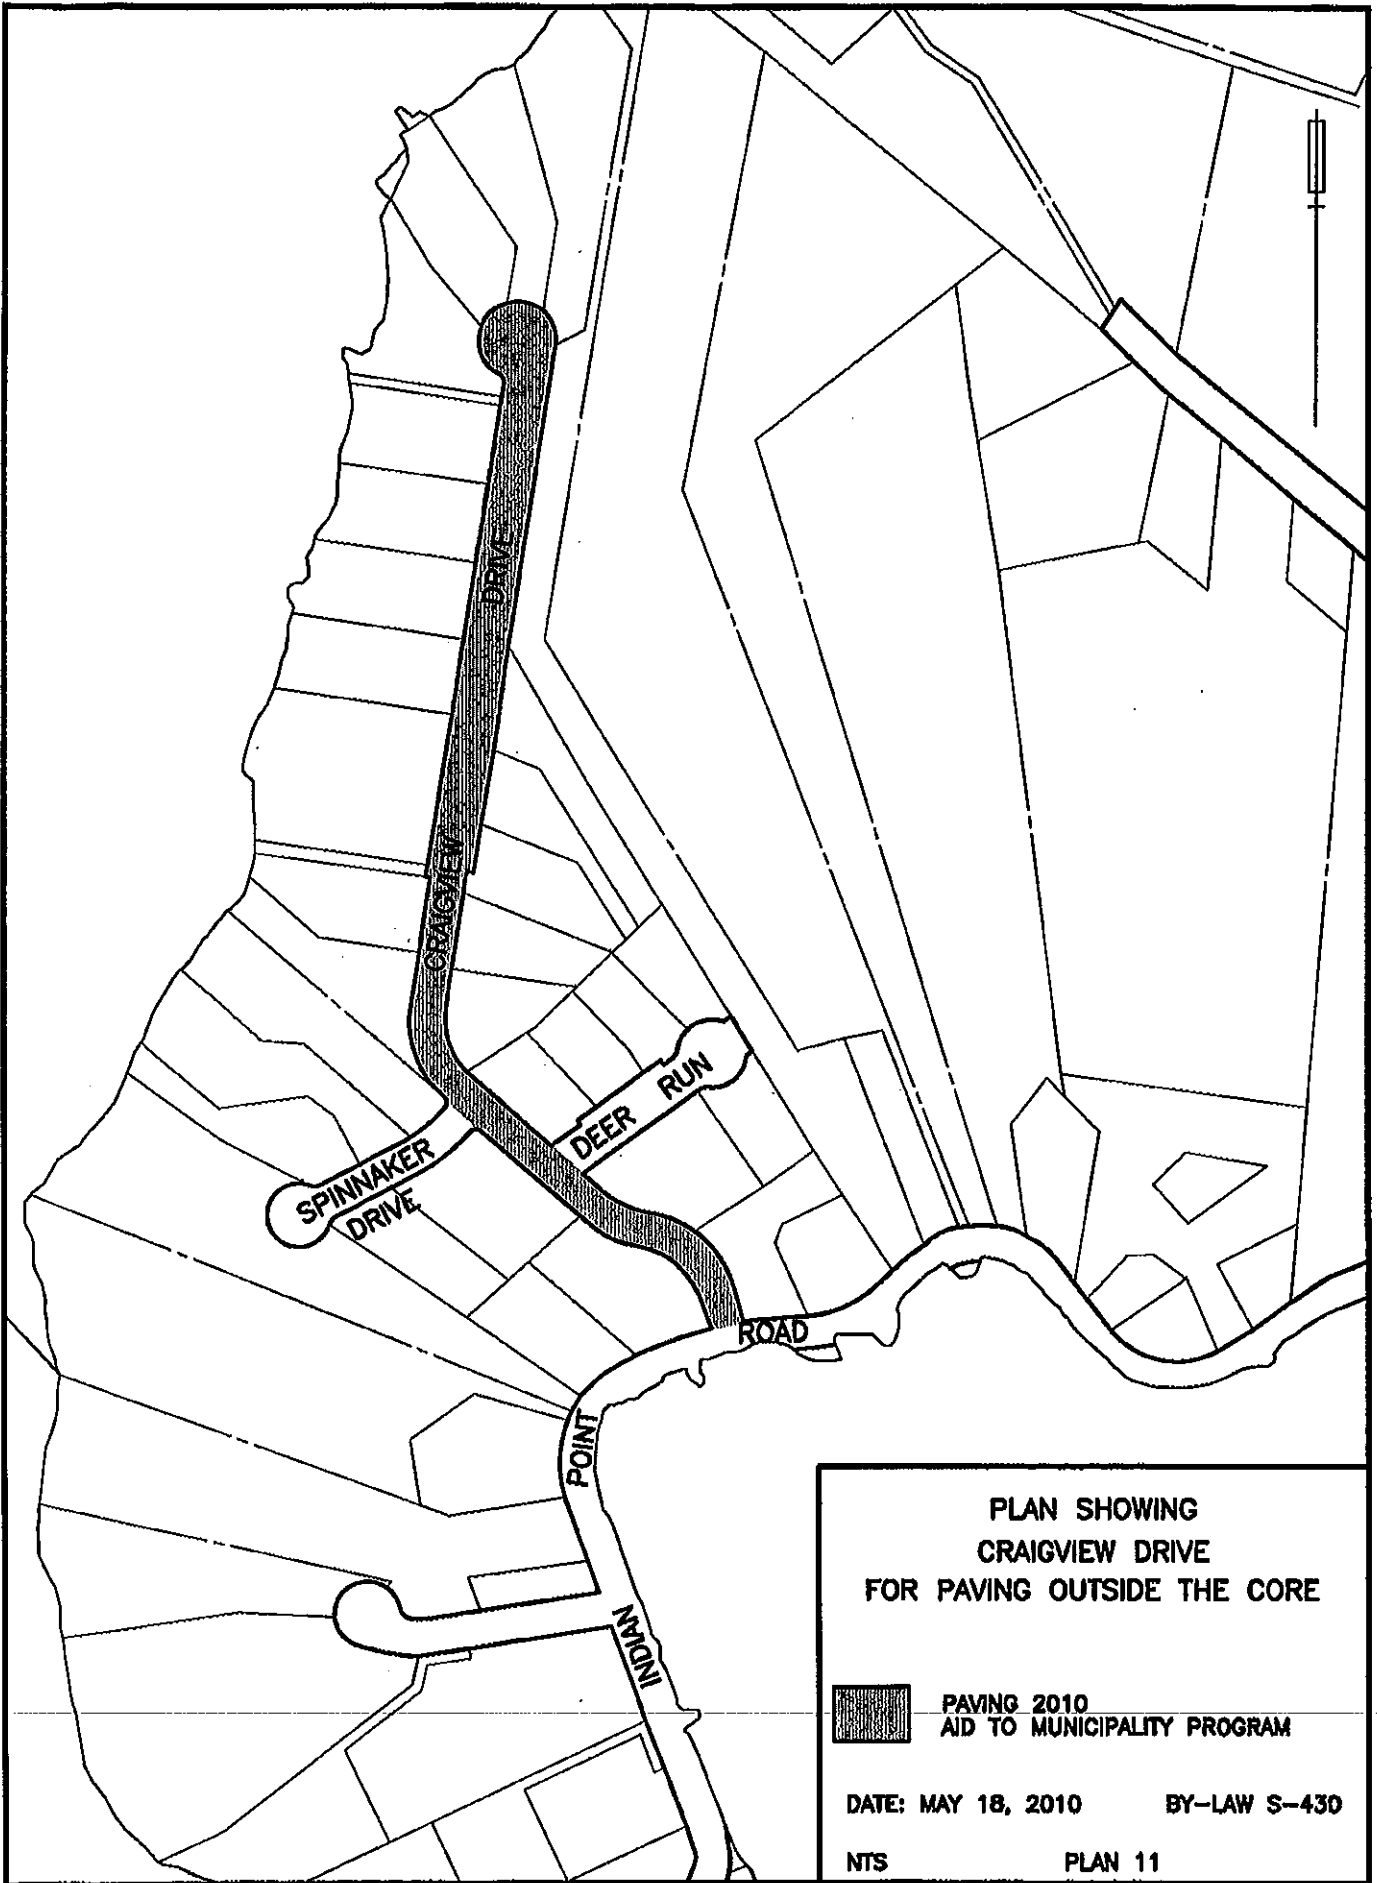 DRIVE
CRAIGVIEW
DEER RUN
SPINNAKER
DRIVE
ROAD
POINT
INDIAN
PLAN SHOWING
CRAIGVIEW DRIVE
FOR PAVING OUTSIDE THE CORE
PAVING 2010
AID TO MUNICIPALITY PROGRAM
DATE: MAY 18, 2010 BY-LAW S-430
NTS PLAN 11